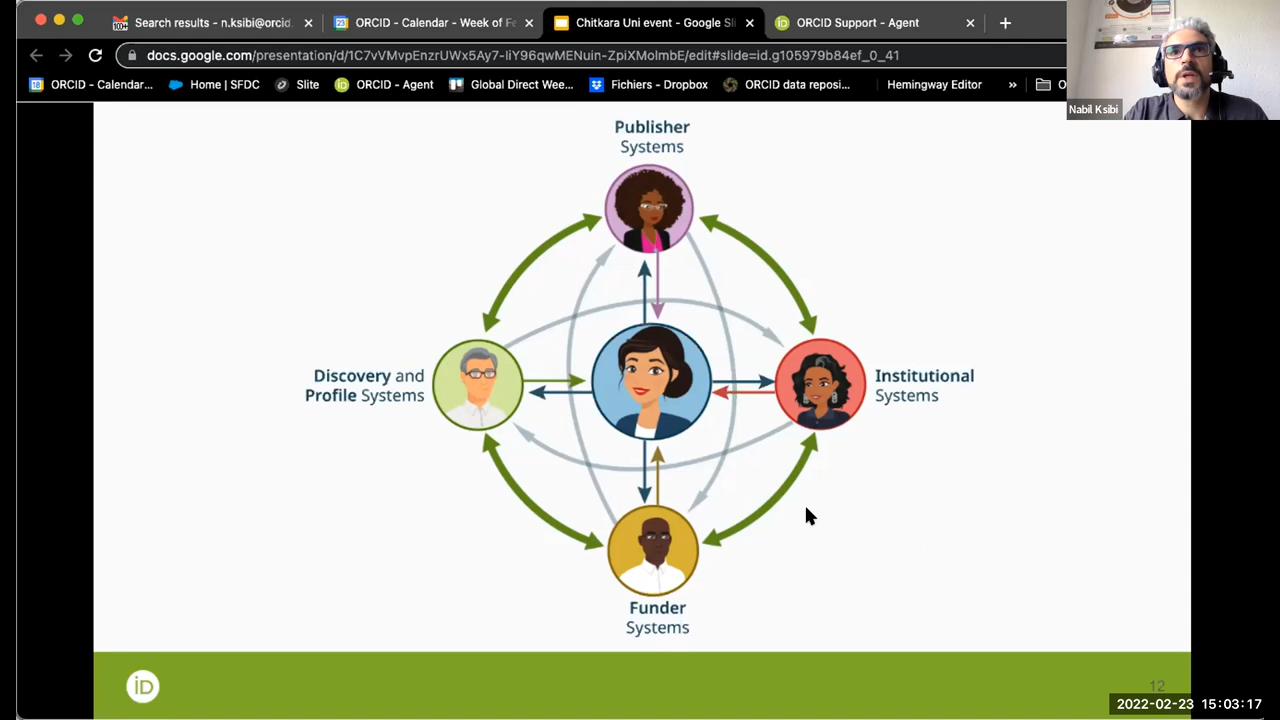 Search results - n.ksibi@orcid.
ORCID - Calendar - Week of Fe
Chitkara Uni event - Google Sli
ORCID Support - Agent
docs.google.com/presentation/d/1C7vVMvpEnzrUWx5Ay7-IiY96qwMENuin-ZpiXMolmbE/edit#slide=id.g105979b84ef_0_41
ORCID - Calendar...
Home | SFDC
Slite
ORCID - Agent
Global Direct Wee...
Fichiers - Dropbox
ORCID data reposi...
Hemingway Editor
»
O
Nabil Ksibi
Publisher
Systems
Discovery and
Profile Systems
Institutional
Systems
Funder
Systems
iD
12
2022-02-23 15:03:17